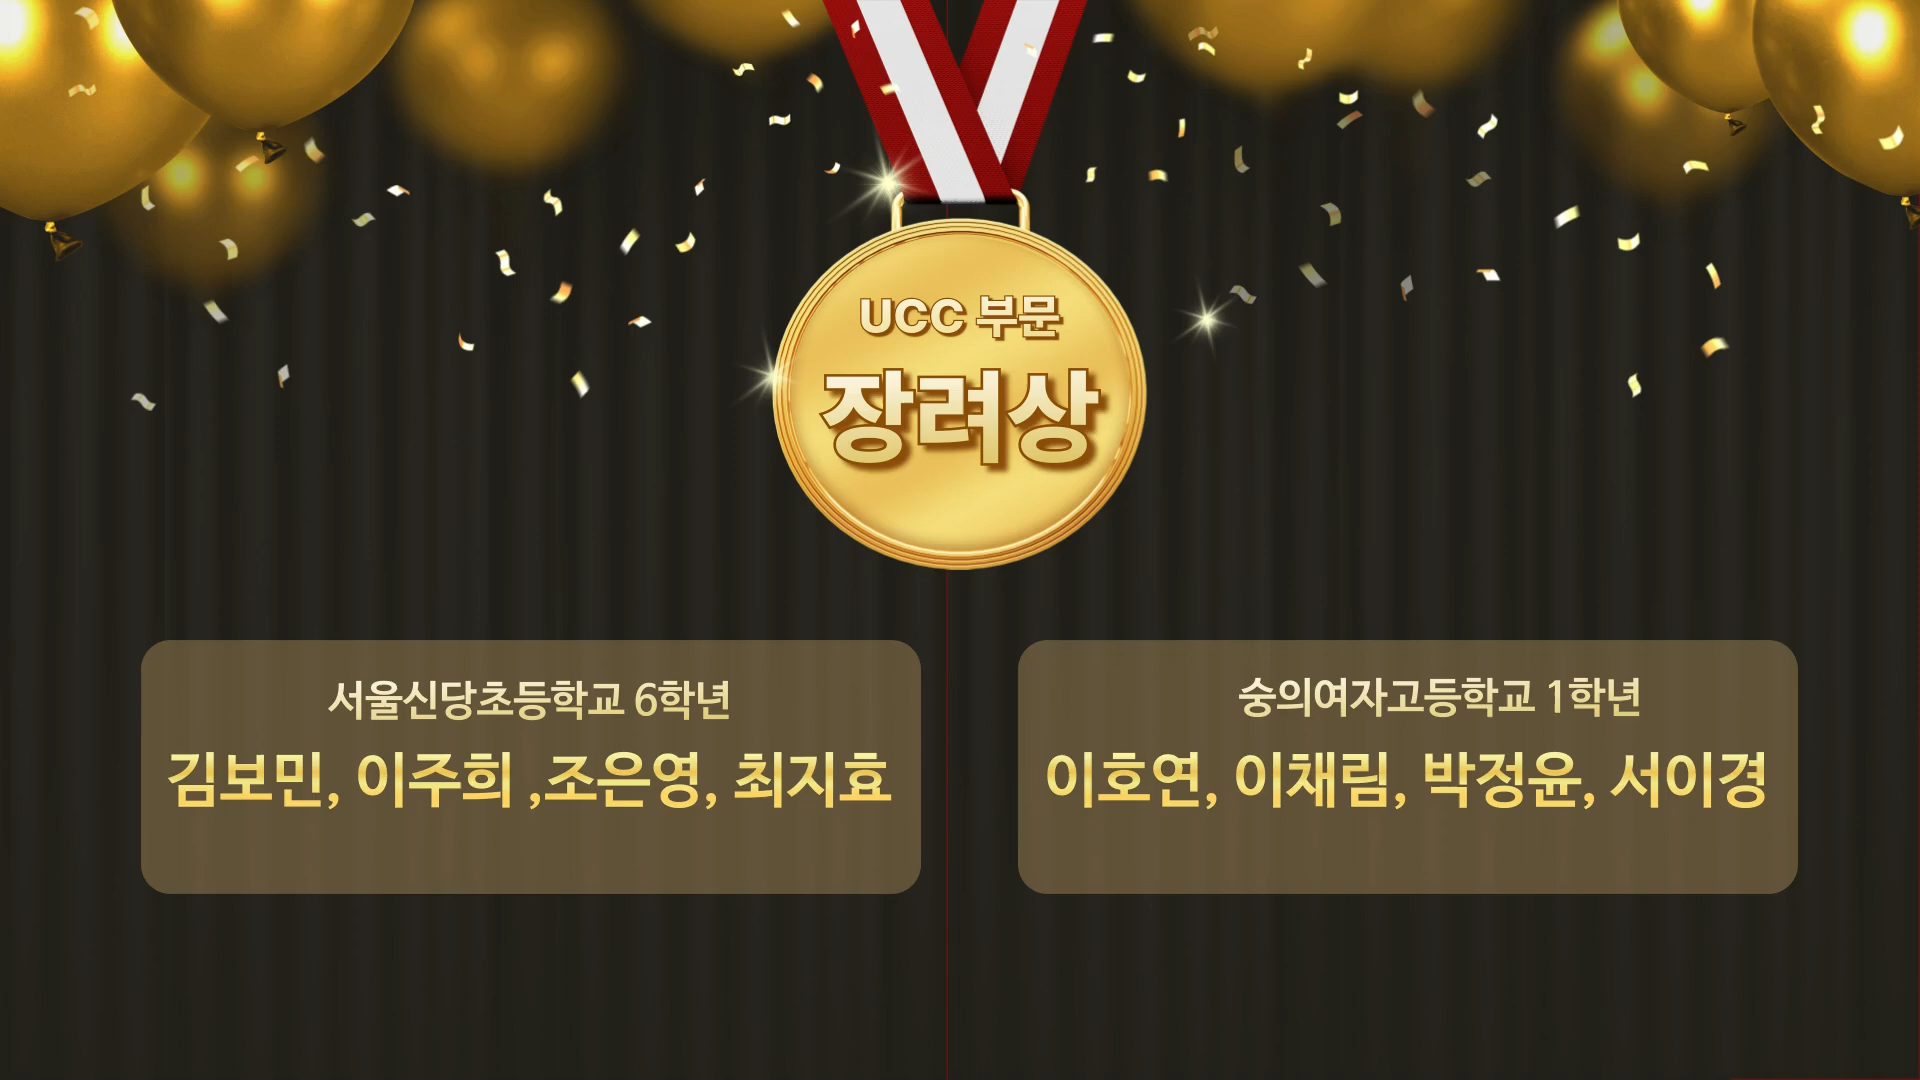 UCC 부문
장려상
서울신당초등학교 6학년
김보민, 이주희 ,조은영, 최지효
숭의여자고등학교 1학년
이호연, 이채림, 박정윤, 서이경